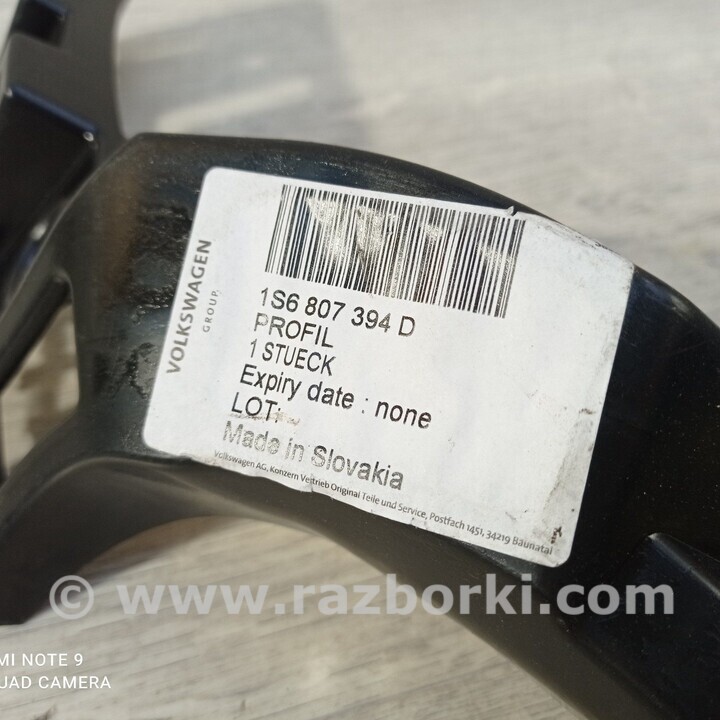 VOLKSWAGEN
GROUP
1S6 807 394 D
PROFIL
1 STUECK
Expiry date : none
LOT:
Made in Slovakia
Volkswagen AG, Konzern Vertrieb Original Teile und Service, Postfach 1451, 34219 Baunatal
© www.razborki.com
MI NOTE 9
QUAD CAMERA